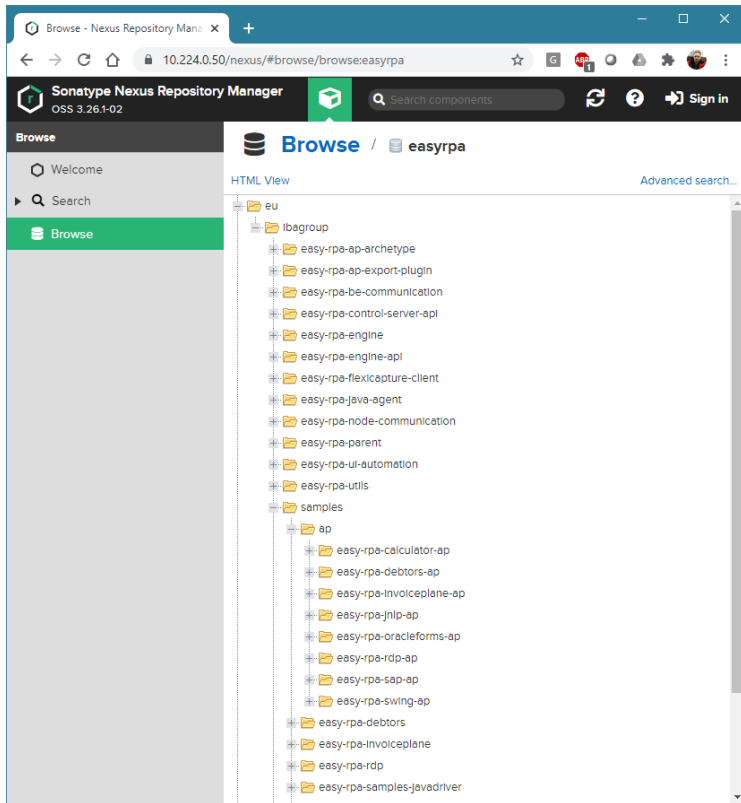 Browse - Nexus Repository Mana
10.224.0.50/nexus/#browse/browse:easyrpa
G
ABP
1
Sonatype Nexus Repository Manager
OSS 3.26.1-02
Search components
Sign in
Browse
Welcome
Search
Browse
Browse / easyrpa
HTML View
Advanced search...
eu
ibagroup
easy-rpa-ap-archetype
easy-rpa-ap-export-plugin
easy-rpa-be-communication
easy-rpa-control-server-api
easy-rpa-engine
easy-rpa-engine-api
easy-rpa-flexicapture-client
easy-rpa-java-agent
easy-rpa-node-communication
easy-rpa-parent
easy-rpa-ui-automation
easy-rpa-utils
samples
ap
easy-rpa-calculator-ap
easy-rpa-debtors-ap
easy-rpa-invoiceplane-ap
easy-rpa-jnlp-ap
easy-rpa-oracleforms-ap
easy-rpa-rdp-ap
easy-rpa-sap-ap
easy-rpa-swing-ap
easy-rpa-debtors
easy-rpa-invoiceplane
easy-rpa-rdp
easy-rpa-samples-javadriver